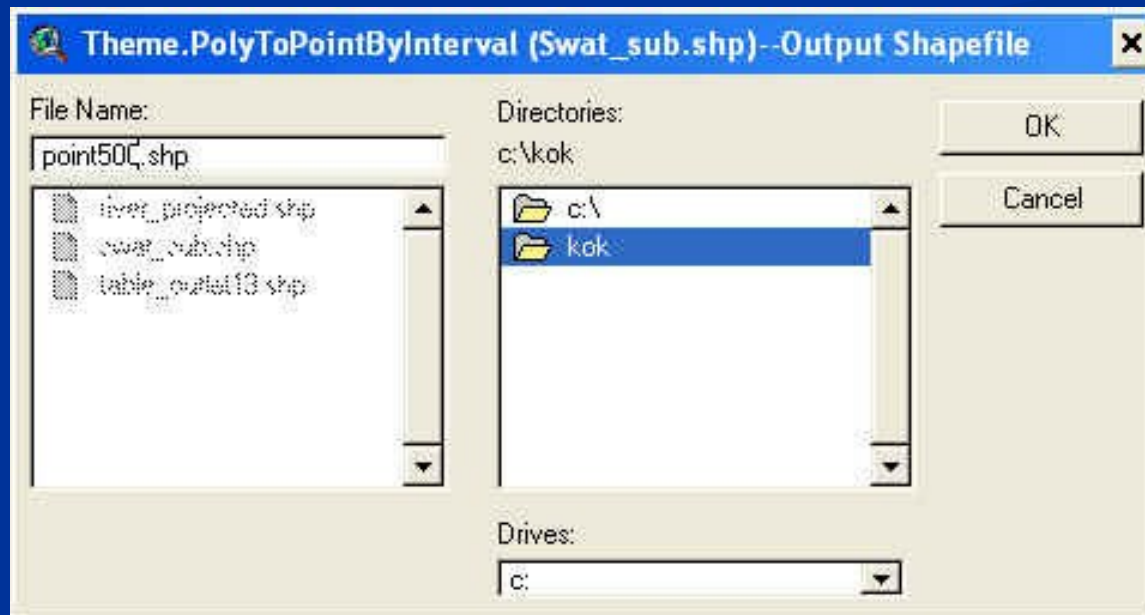 Theme.PolyToPointByInterval (Swat_sub.shp)--Output Shapefile
File Name:
point500.shp
river_projected.shp
swat_sub.shp
table_outlet13.shp
Directories:
c:\kok
c:\
kok
OK
Cancel
Drives:
c: